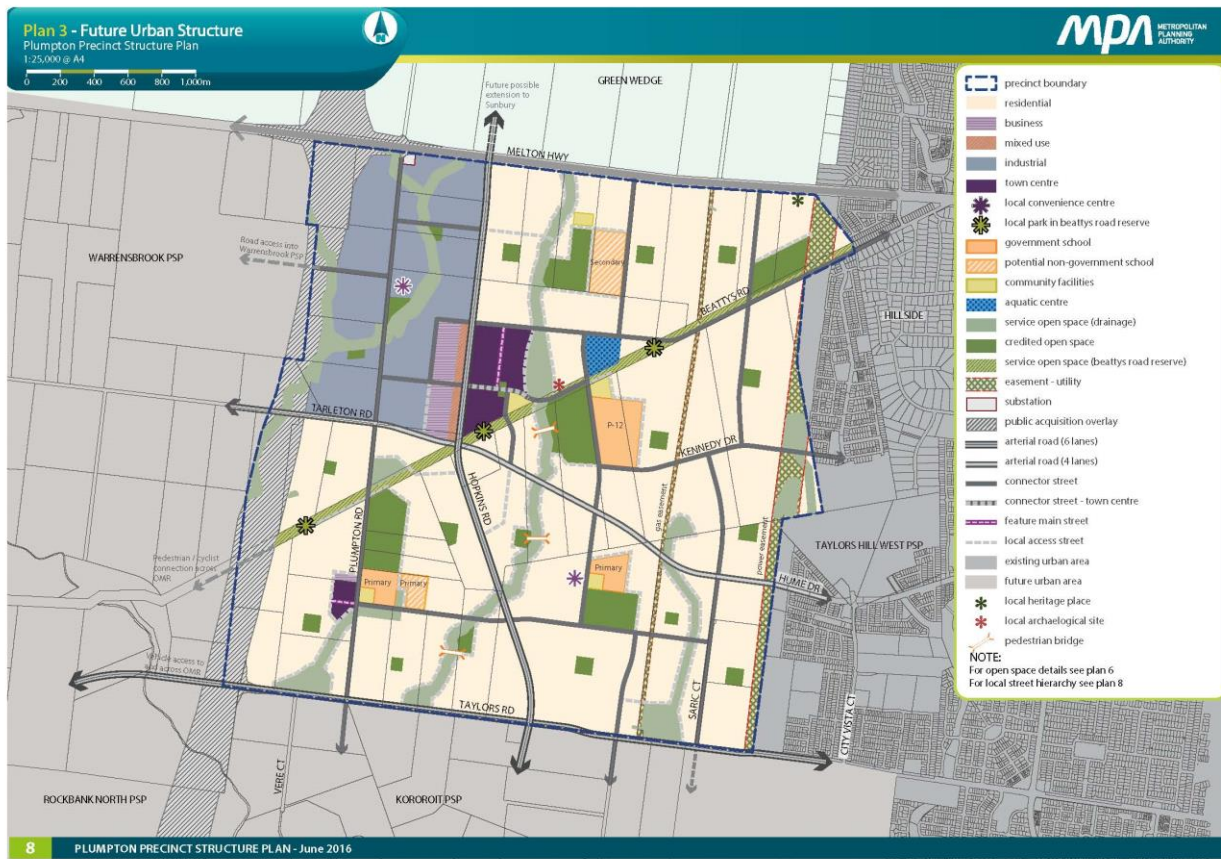 Plan 3 - Future Urban Structure
Plumpton Precinct Structure Plan
1:25,000 @ A4
0 200 400 600 800 1,000m
N
MPA METROPOLITAN
PLANNING
AUTHORITY
GREEN WEDGE
Future possible
extension to
Sunbury
MELTON HWY
Road access into
Warrensbrook PSP
WARRENSBROOK PSP
Secondary
BEATTYS RD
HILLSIDE
TARLETON RD
P-12
KENNEDY DR
HOPKINS RD
PLUMPTON RD
gas easement
power easement
TAYLORS HILL WEST PSP
Pedestrian / cyclist
connection across
OMR
Primary
Primary
Primary
HUME DR
Vehicle access to
and across OMR
TAYLORS RD
SARIC CT
CITY VISTA CT
VERE CT
ROCKBANK NORTH PSP
KOROROIT PSP
precinct boundary
residential
business
mixed use
industrial
town centre
local convenience centre
local park in beattys road reserve
government school
potential non-government school
community facilities
aquatic centre
service open space (drainage)
credited open space
service open space (beattys road reserve)
easement - utility
substation
public acquisition overlay
arterial road (6 lanes)
arterial road (4 lanes)
connector street
connector street - town centre
feature main street
local access street
existing urban area
future urban area
local heritage place
local archaelogical site
pedestrian bridge
NOTE:
For open space details see plan 6
For local street hierarchy see plan 8
8 PLUMPTON PRECINCT STRUCTURE PLAN - June 2016